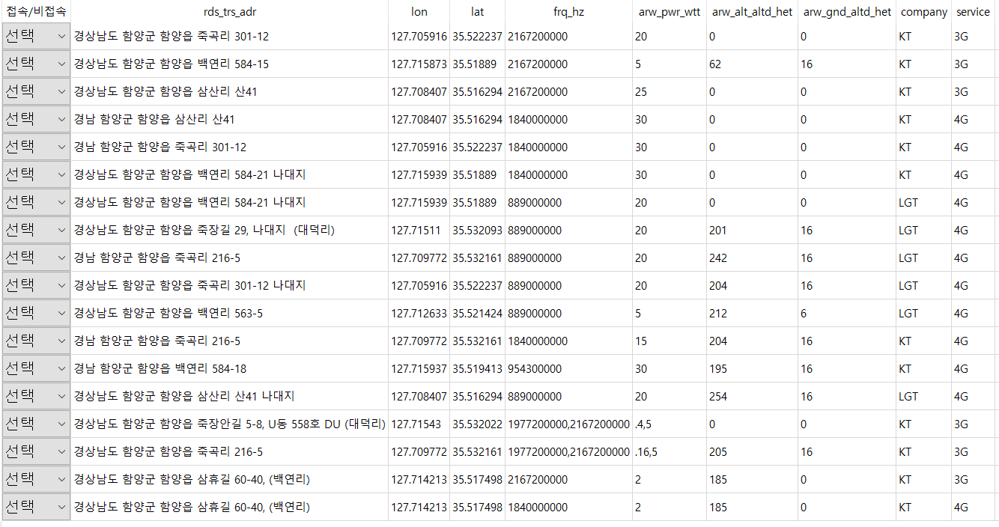 접속/비접속 rds_trs_adr lon lat frq_hz arw_pwr_wtt arw_alt_altd_het arw_gnd_altd_het company service
선택 경상남도 함양군 함양읍 죽곡리 301-12 127.705916 35.522237 2167200000 20 0 0 KT 3G
선택 경상남도 함양군 함양읍 백연리 584-15 127.715873 35.51889 2167200000 5 62 16 KT 3G
선택 경상남도 함양군 함양읍 삼산리 산41 127.708407 35.516294 2167200000 25 0 0 KT 3G
선택 경남 함양군 함양읍 삼산리 산41 127.708407 35.516294 1840000000 30 0 0 KT 4G
선택 경남 함양군 함양읍 죽곡리 301-12 127.705916 35.522237 1840000000 30 0 0 KT 4G
선택 경상남도 함양군 함양읍 백연리 584-21 나대지 127.715939 35.51889 1840000000 30 0 0 KT 4G
선택 경상남도 함양군 함양읍 백연리 584-21 나대지 127.715939 35.51889 889000000 20 0 0 LGT 4G
선택 경상남도 함양군 함양읍 죽장길 29, 나대지 (대덕리) 127.71511 35.532093 889000000 20 201 16 LGT 4G
선택 경남 함양군 함양읍 죽곡리 216-5 127.709772 35.532161 889000000 20 242 16 LGT 4G
선택 경상남도 함양군 함양읍 죽곡리 301-12 나대지 127.705916 35.522237 889000000 20 204 16 LGT 4G
선택 경상남도 함양군 함양읍 백연리 563-5 127.712633 35.521424 889000000 5 212 6 LGT 4G
선택 경남 함양군 함양읍 죽곡리 216-5 127.709772 35.532161 1840000000 15 204 16 KT 4G
선택 경남 함양군 함양읍 백연리 584-18 127.715937 35.519413 954300000 30 195 16 KT 4G
선택 경상남도 함양군 함양읍 삼산리 산41 나대지 127.708407 35.516294 889000000 20 254 16 LGT 4G
선택 경상남도 함양군 함양읍 죽장안길 5-8, U동 558호 DU (대덕리) 127.71543 35.532022 1977200000,2167200000 .4,5 0 0 KT 3G
선택 경상남도 함양군 함양읍 죽곡리 216-5 127.709772 35.532161 1977200000,2167200000 .16,5 205 16 KT 3G
선택 경상남도 함양군 함양읍 삼휴길 60-40, (백연리) 127.714213 35.517498 2167200000 2 185 0 KT 3G
선택 경상남도 함양군 함양읍 삼휴길 60-40, (백연리) 127.714213 35.517498 1840000000 2 185 0 KT 4G